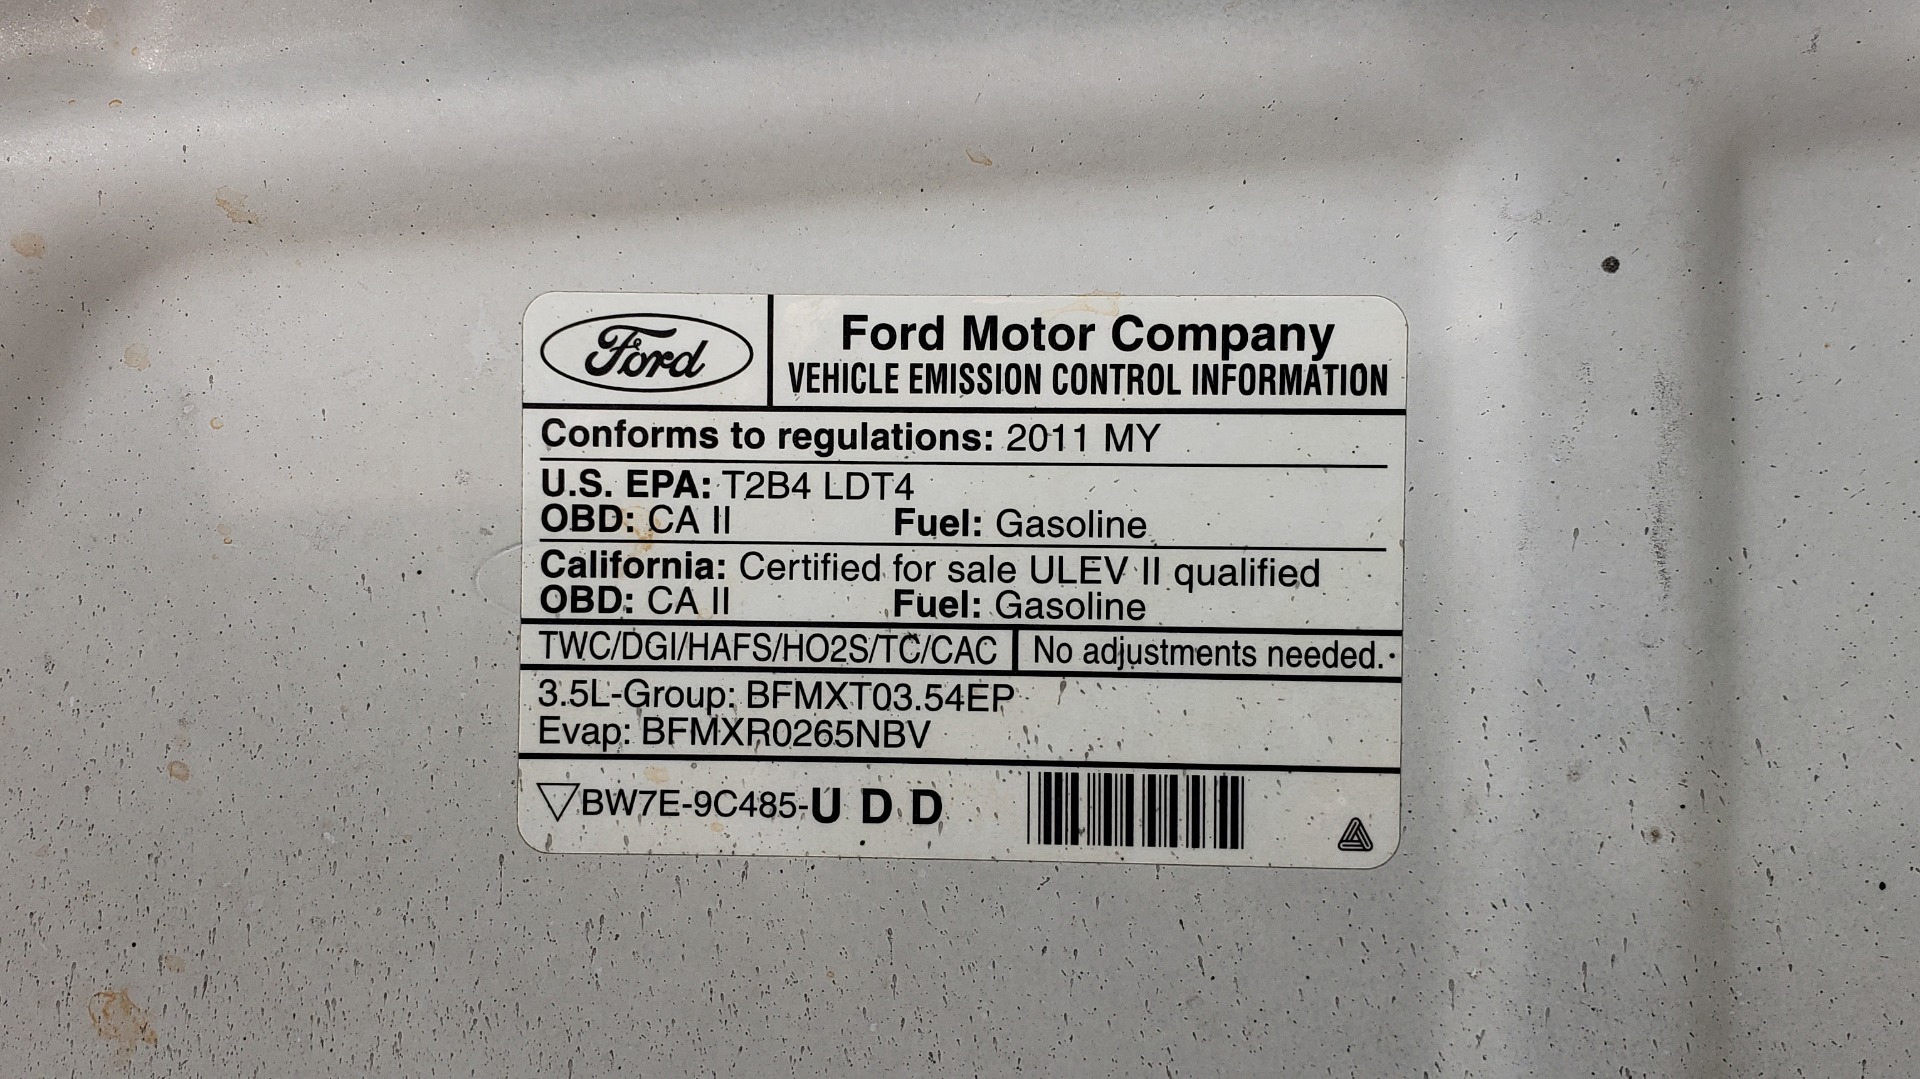 Ford
Ford Motor Company
VEHICLE EMISSION CONTROL INFORMATION
Conforms to regulations: 2011 MY
U.S. EPA: T2B4 LDT4
OBD: CA II Fuel: Gasoline
California: Certified for sale ULEV II qualified
OBD: CA II Fuel: Gasoline
TWC/DGI/HAFS/HO2S/TC/CAC No adjustments needed.
3.5L-Group: BFMXT03.54EP
Evap: BFMXR0265NBV
BW7E-9C485-U D D